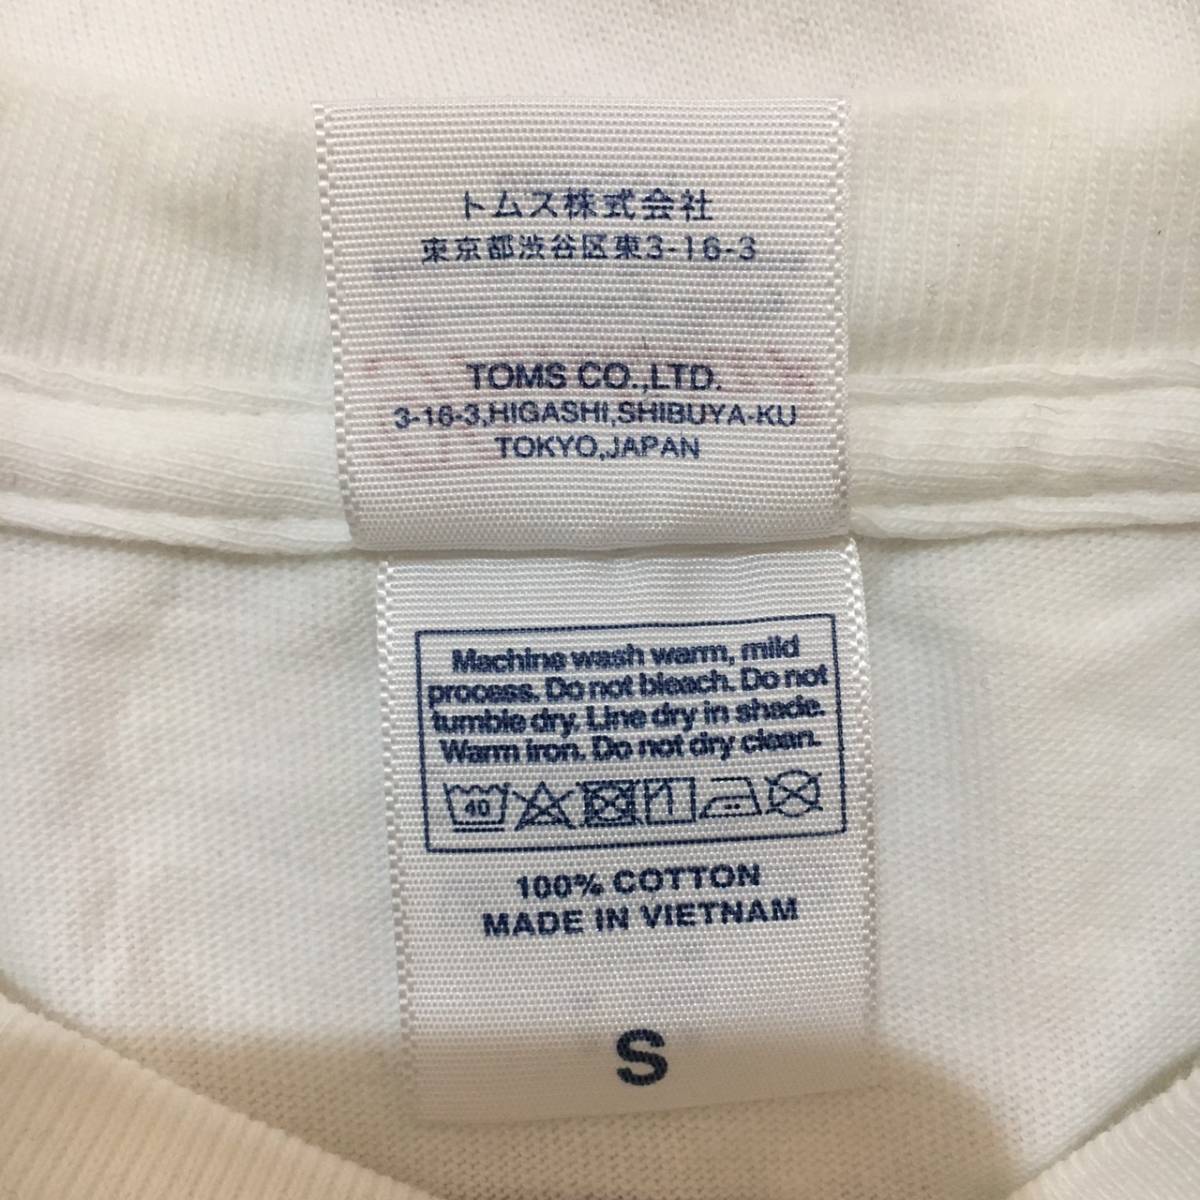 トムス株式会社
東京都渋谷区東3-16-3
TOMS CO.,LTD.
3-16-3,HIGASHI,SHIBUYA-KU
TOKYO,JAPAN
Machine wash warm, mild
process. Do not bleach. Do not
tumble dry. Line dry in shade.
Warm iron. Do not dry clean.
40
100% COTTON
MADE IN VIETNAM
S